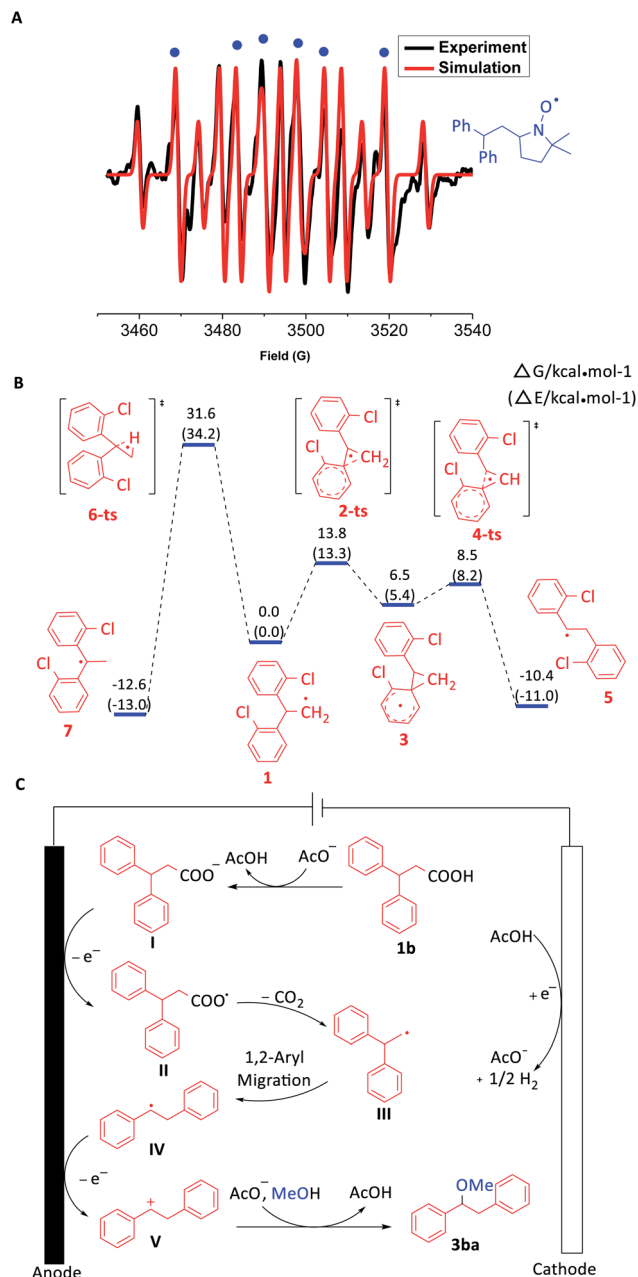 A
Experiment
Simulation
O•
N
Ph
Ph
3460
3480
3500
3520
3540
Field (G)
B
△G/kcal•mol-1
(△E/kcal•mol-1)
Cl
H
Cl
‡
6-ts
31.6
(34.2)
Cl
Cl
CH2
‡
2-ts
Cl
Cl
CH
‡
4-ts
13.8
(13.3)
8.5
(8.2)
6.5
(5.4)
0.0
(0.0)
Cl
Cl
7
-12.6
(-13.0)
Cl
Cl
CH2
1
Cl
Cl
CH2
3
-10.4
(-11.0)
Cl
Cl
5
C
COO−
I
AcOH
AcO−
COOH
1b
− e−
AcOH
+ e−
AcO−
+ 1/2 H2
COO•
II
− CO2
III
1,2-Aryl
Migration
IV
− e−
+
V
AcO−, MeOH
AcOH
OMe
3ba
Anode
Cathode